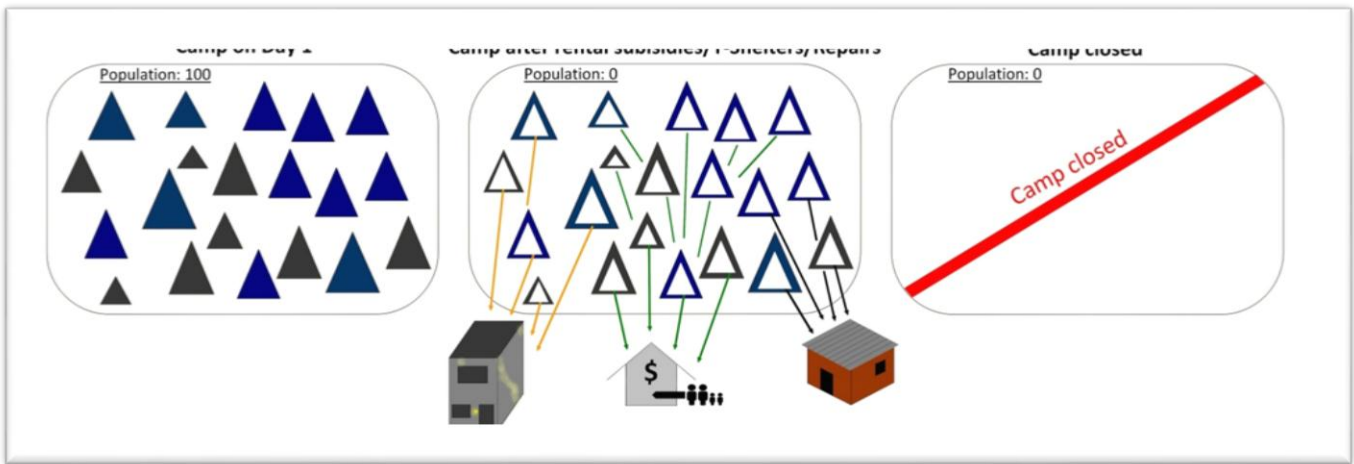 Camp on Day 1
Camp after rental subisidies/T-Shelters/Repairs
Camp closed
Population: 100
Population: 0
Population: 0
Camp closed
$